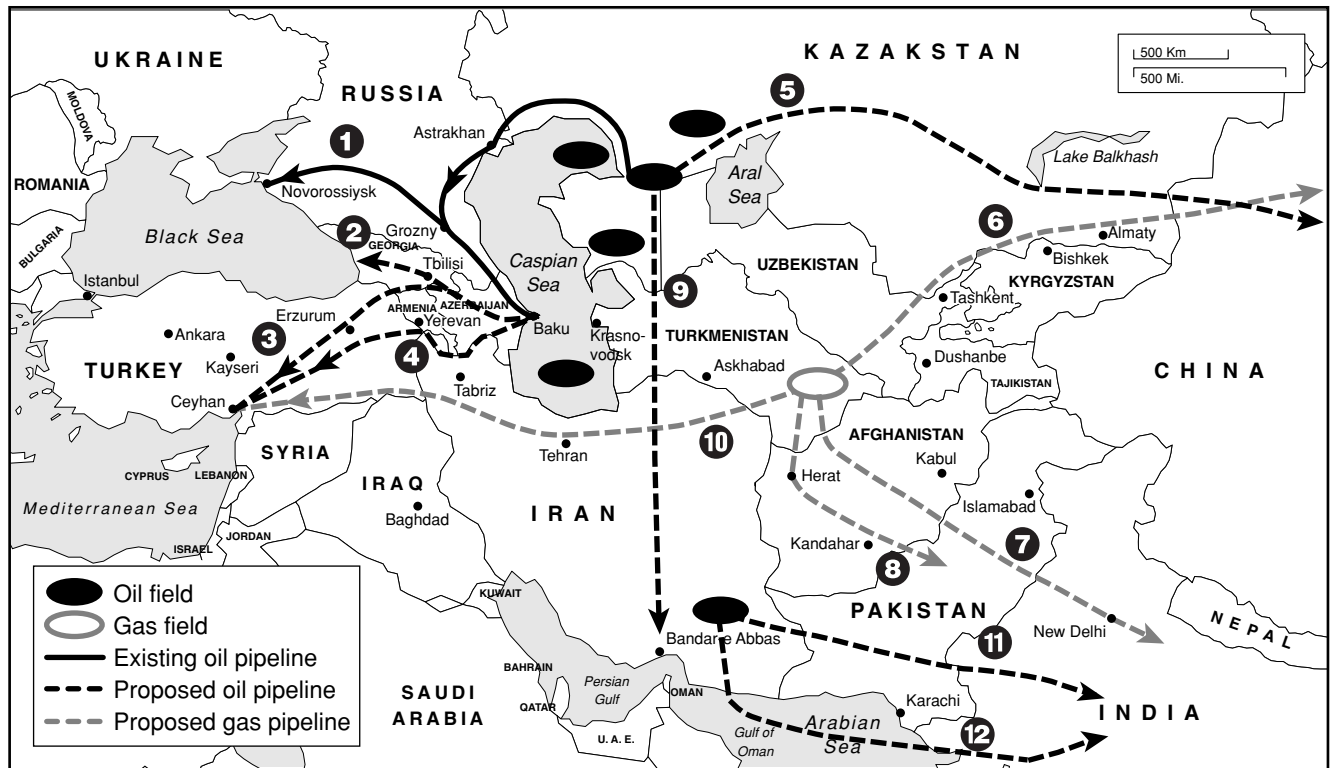 UKRAINE
KAZAKSTAN
500 Km
500 Mi.
MOLDOVA
RUSSIA
5
Astrakhan
1
Lake Balkhash
ROMANIA
Novorossiysk
Aral
Sea
6
BULGARIA
Black Sea
2
Grozny
GEORGIA
Almaty
Tbilisi
Caspian
Sea
UZBEKISTAN
Bishkek
KYRGYZSTAN
Istanbul
9
Tashkent
ARMENIA
AZERBAIJAN
Erzurum
Yerevan
Baku
Krasno-
vodsk
TURKMENISTAN
Ankara
3
4
Kayseri
Dushanbe
TURKEY
Tabriz
Askhabad
TAJIKISTAN
CHINA
Ceyhan
10
AFGHANISTAN
Tehran
Kabul
SYRIA
CYPRUS
LEBANON
IRAQ
Herat
Mediterranean Sea
Baghdad
IRAN
Islamabad
JORDAN
ISRAEL
Kandahar
7
8
Oil field
Gas field
Existing oil pipeline
Proposed oil pipeline
Proposed gas pipeline
KUWAIT
PAKISTAN
NEPAL
Bandar-e Abbas
11
New Delhi
BAHRAIN
Persian
Gulf
SAUDI
ARABIA
QATAR
OMAN
Karachi
INDIA
U. A. E.
Gulf of
Oman
Arabian
Sea
12